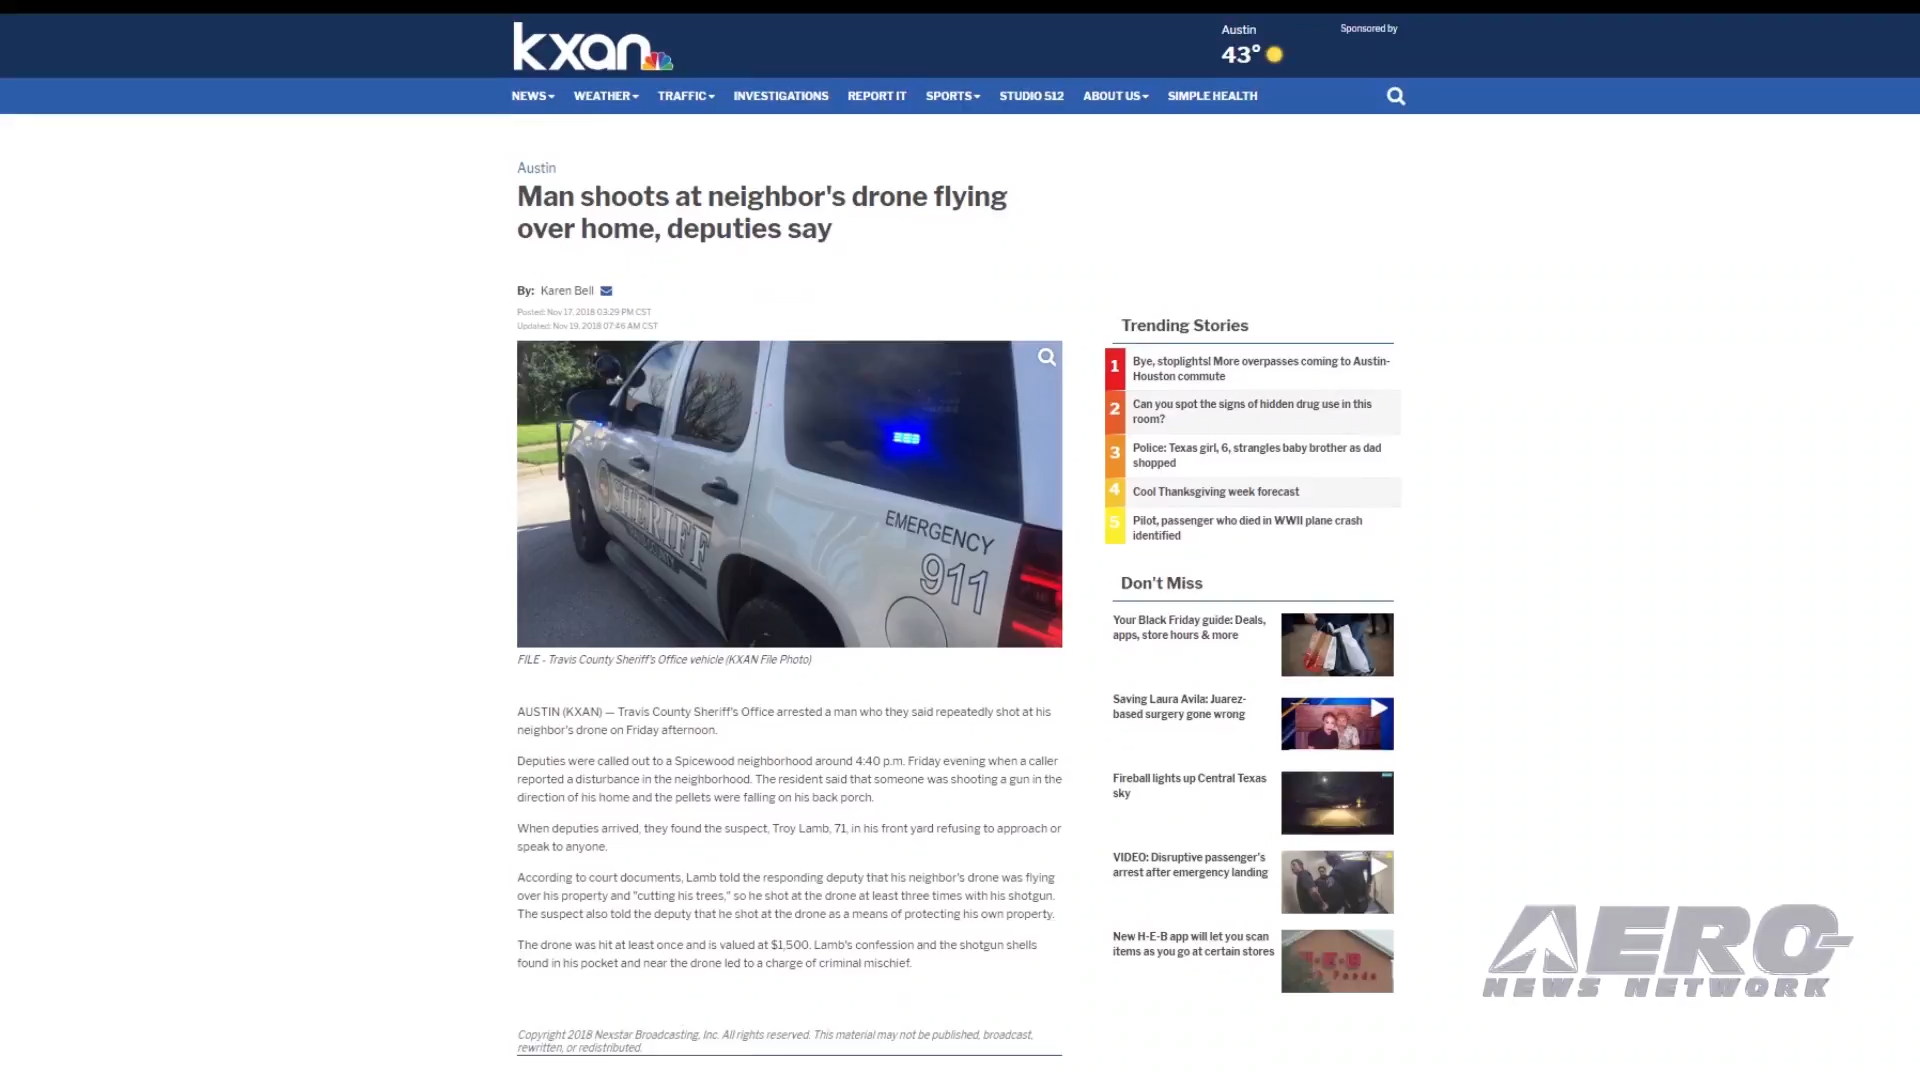 kxan
Austin
43°
Sponsored by
NEWS
WEATHER
TRAFFIC
INVESTIGATIONS
REPORT IT
SPORTS
STUDIO 512
ABOUT US
SIMPLE HEALTH
Austin
Man shoots at neighbor's drone flying
over home, deputies say
By: Karen Bell
Posted: Nov 17, 2018 03:29 PM CST
Updated: Nov 19, 2018 07:46 AM CST
SHERIFF
EMERGENCY
911
FILE - Travis County Sheriff's Office vehicle (KXAN File Photo)
AUSTIN (KXAN) — Travis County Sheriff's Office arrested a man who they said repeatedly shot at his
neighbor's drone on Friday afternoon.
Deputies were called out to a Spicewood neighborhood around 4:40 p.m. Friday evening when a caller
reported a disturbance in the neighborhood. The resident said that someone was shooting a gun in the
direction of his home and the pellets were falling on his back porch.
When deputies arrived, they found the suspect, Troy Lamb, 71, in his front yard refusing to approach or
speak to anyone.
According to court documents, Lamb told the responding deputy that his neighbor's drone was flying
over his property and "cutting his trees," so he shot at the drone at least three times with his shotgun.
The suspect also told the deputy that he shot at the drone as a means of protecting his own property.
The drone was hit at least once and is valued at $1,500. Lamb's confession and the shotgun shells
found in his pocket and near the drone led to a charge of criminal mischief.
Copyright 2018 Nexstar Broadcasting, Inc. All rights reserved. This material may not be published, broadcast,
rewritten, or redistributed.
Trending Stories
1
Bye, stoplights! More overpasses coming to Austin-
Houston commute
2
Can you spot the signs of hidden drug use in this
room?
3
Police: Texas girl, 6, strangles baby brother as dad
shopped
4
Cool Thanksgiving week forecast
5
Pilot, passenger who died in WWII plane crash
identified
Don't Miss
Your Black Friday guide: Deals,
apps, store hours & more
Saving Laura Avila: Juarez-
based surgery gone wrong
Fireball lights up Central Texas
sky
VIDEO: Disruptive passenger's
arrest after emergency landing
New H-E-B app will let you scan
items as you go at certain stores
H-E-B
Foods
AERO-
NEWS NETWORK